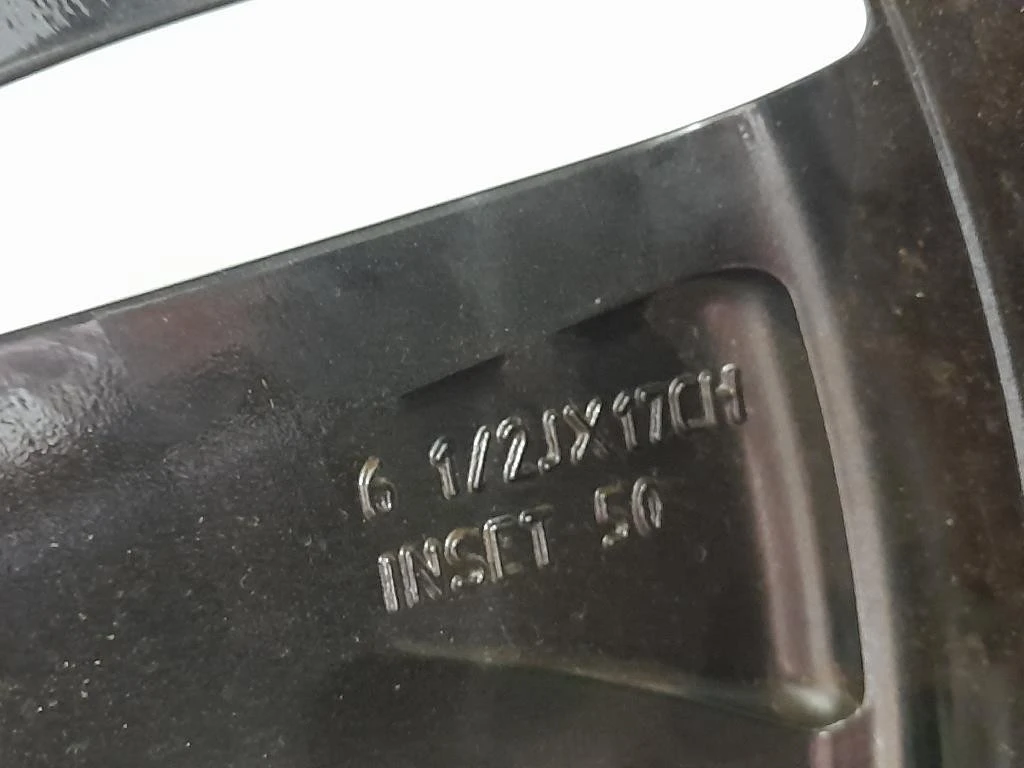 6 1/2JX17CH
INSET 50